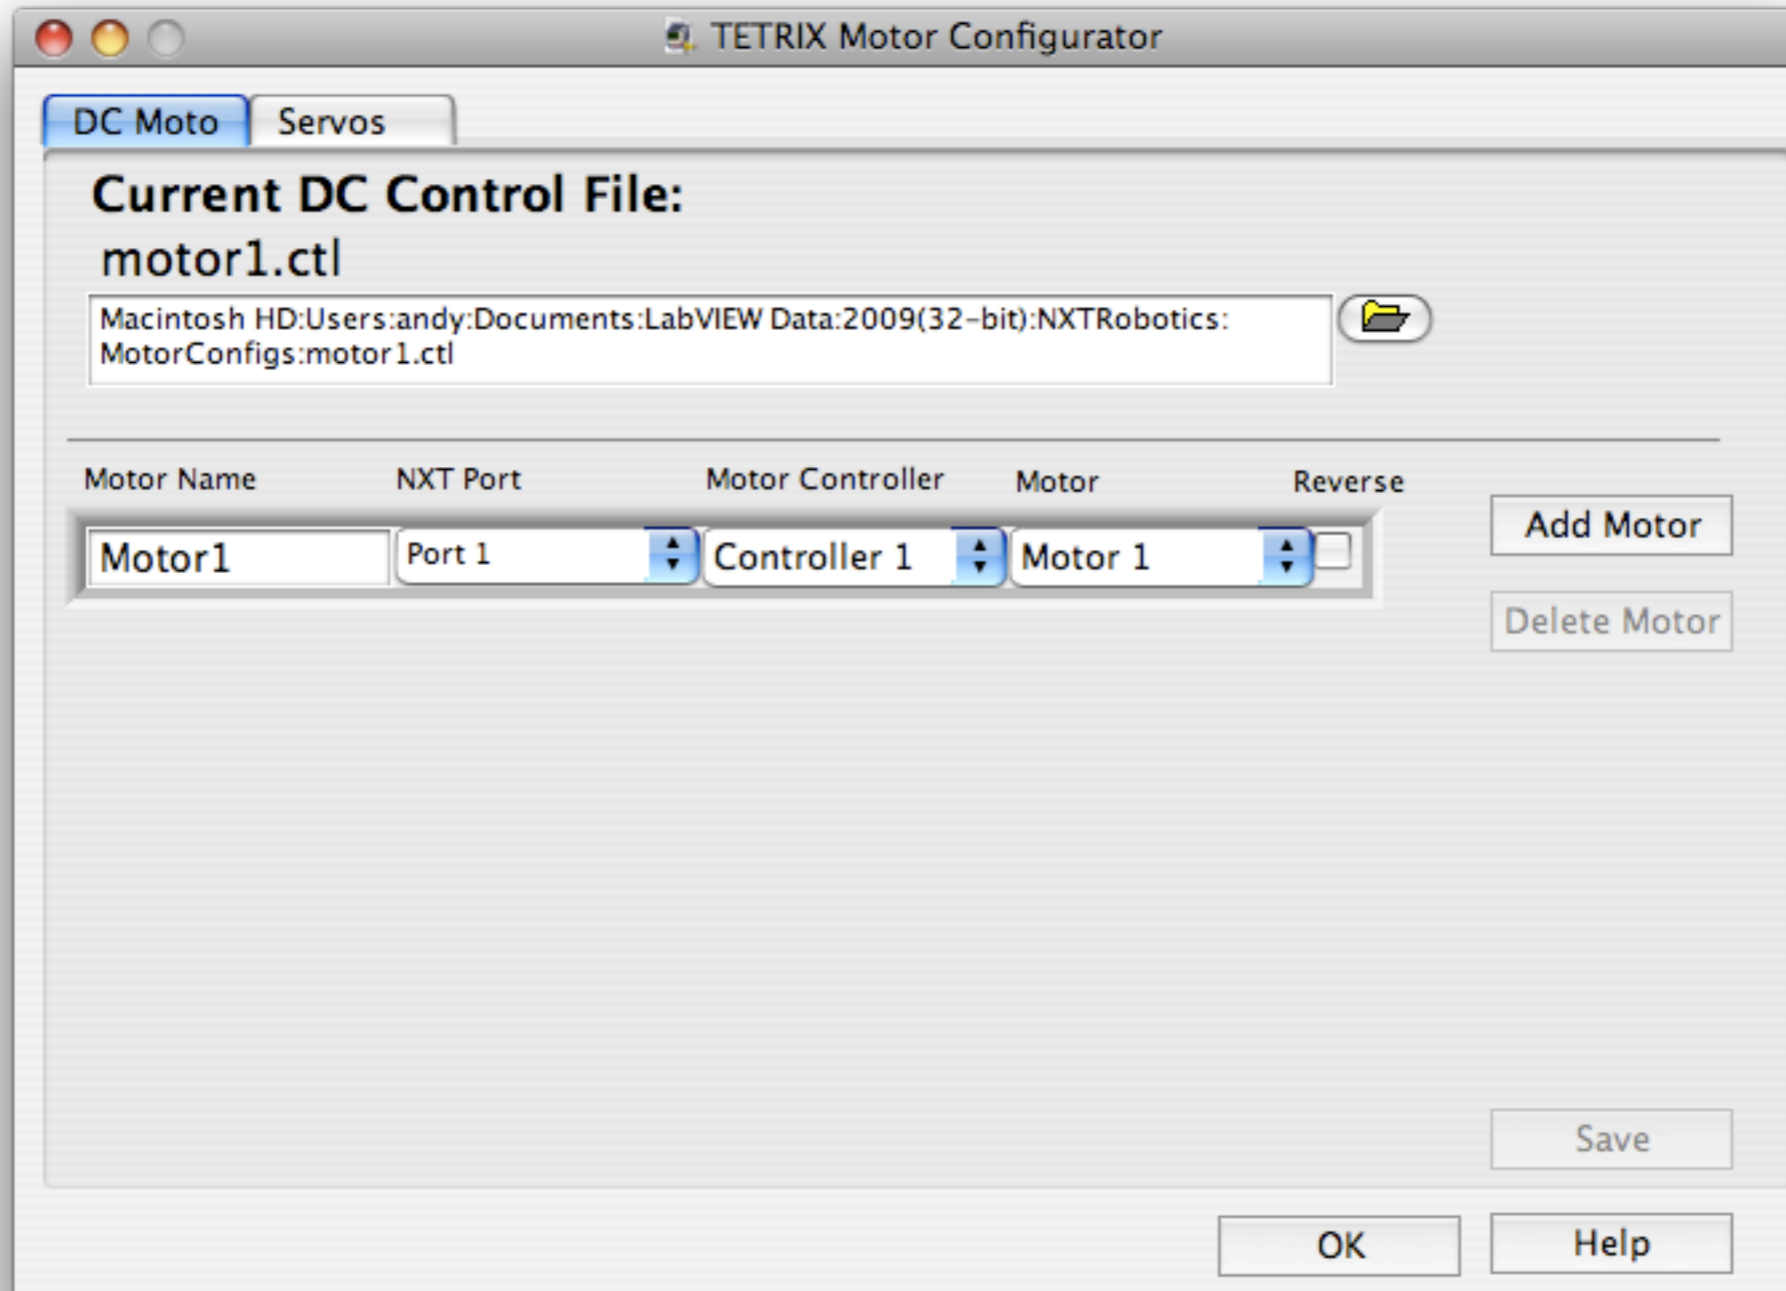 TETRIX Motor Configurator
DC Moto
Servos
Current DC Control File:
motor1.ctl
Macintosh HD:Users:andy:Documents:LabVIEW Data:2009(32-bit):NXTRobotics:
MotorConfigs:motor1.ctl
Motor Name NXT Port Motor Controller Motor Reverse
Motor1 Port 1 Controller 1 Motor 1
Add Motor
Delete Motor
Save
OK Help